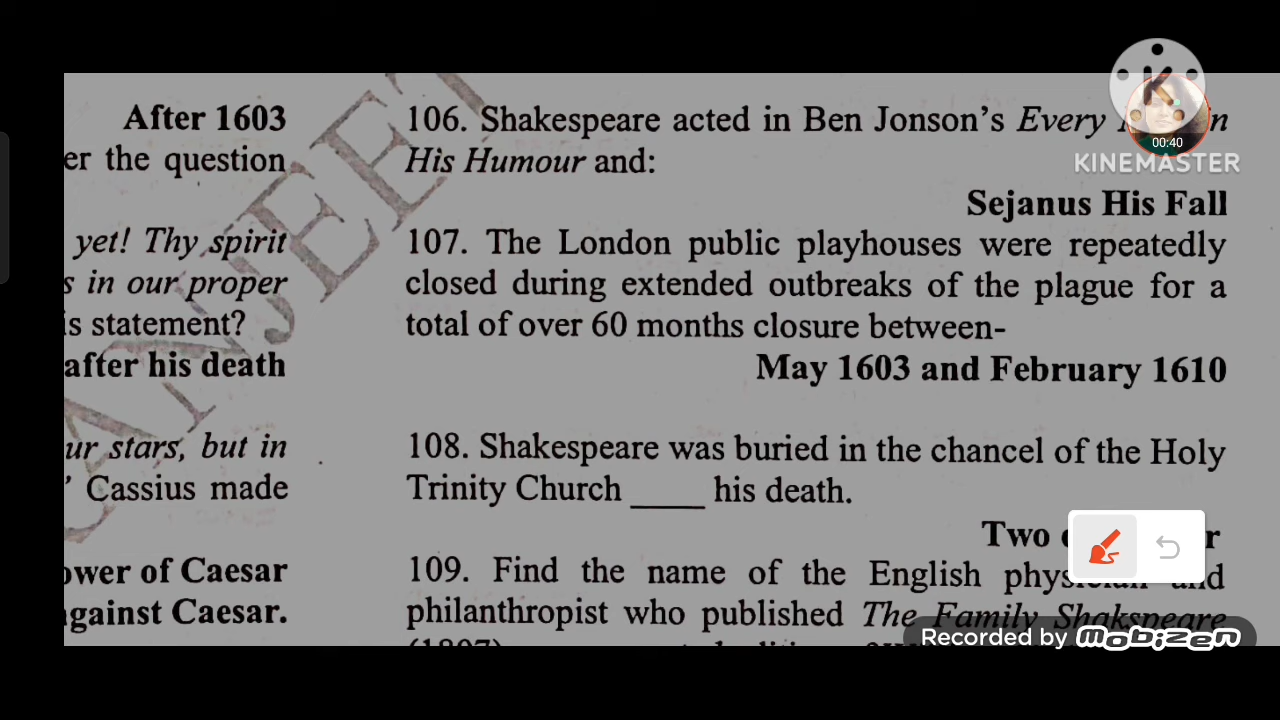 After 1603
er the question
yet! Thy spirit
s in our proper
is statement?
after his death
ur stars, but in
Cassius made
ower of Caesar
gainst Caesar.
106. Shakespeare acted in Ben Jonson's Every in
His Humour and:
Sejanus His Fall
107. The London public playhouses were repeatedly
closed during extended outbreaks of the plague for a
total of over 60 months closure between-
May 1603 and February 1610
108. Shakespeare was buried in the chancel of the Holy
Trinity Church ____ his death.
Two
109. Find the name of the English physician and
philanthropist who published The Family Shakspeare
00:40
KINEMASTER
Recorded by mobizen